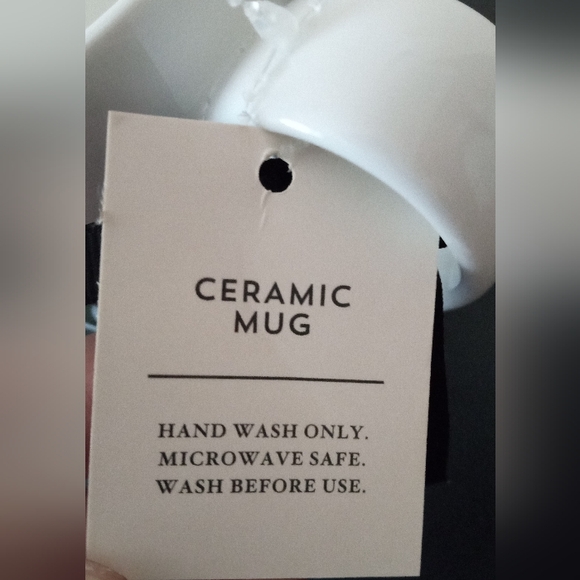 CERAMIC
MUG
HAND WASH ONLY.
MICROWAVE SAFE.
WASH BEFORE USE.